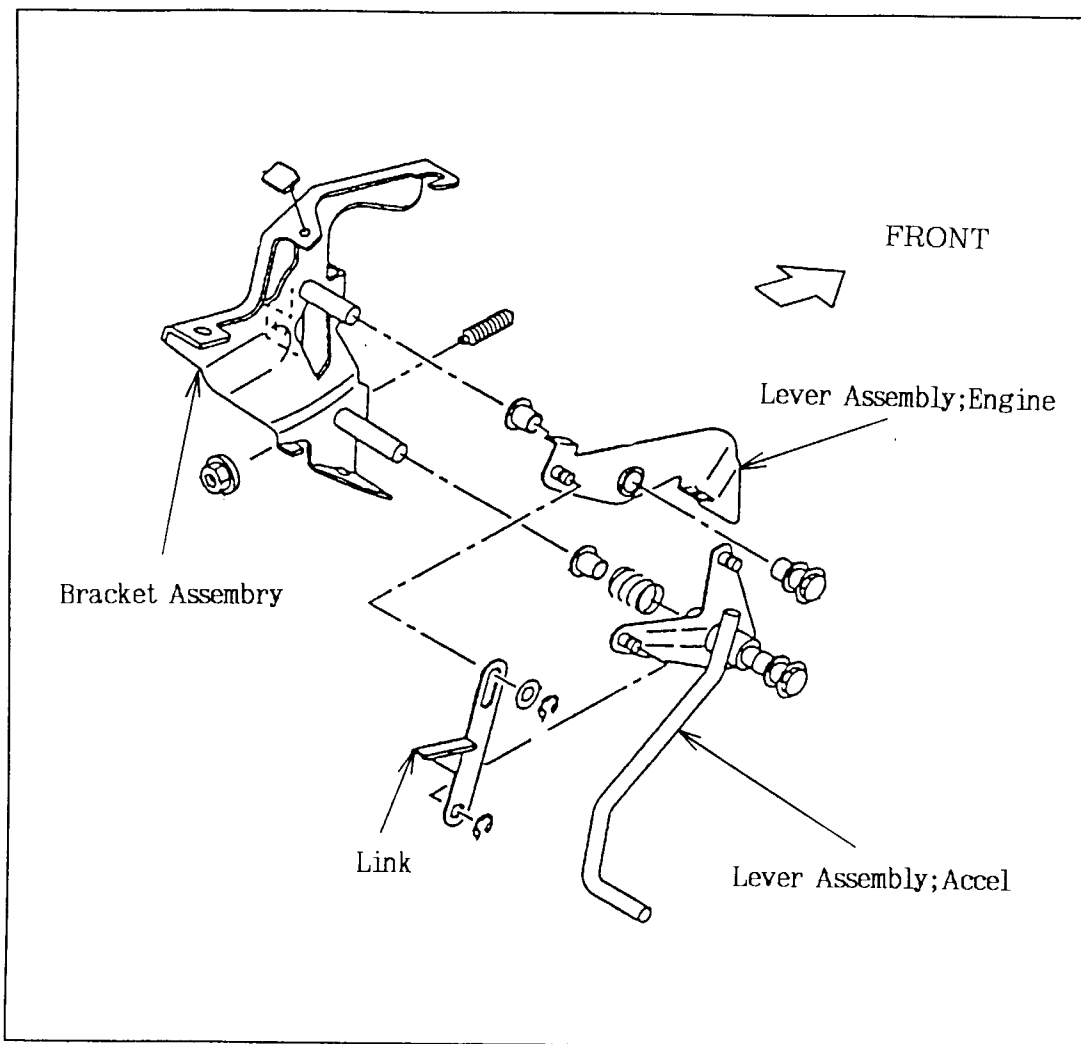 FRONT
Lever Assembly;Engine
Bracket Assembry
Link
Lever Assembly;Accel